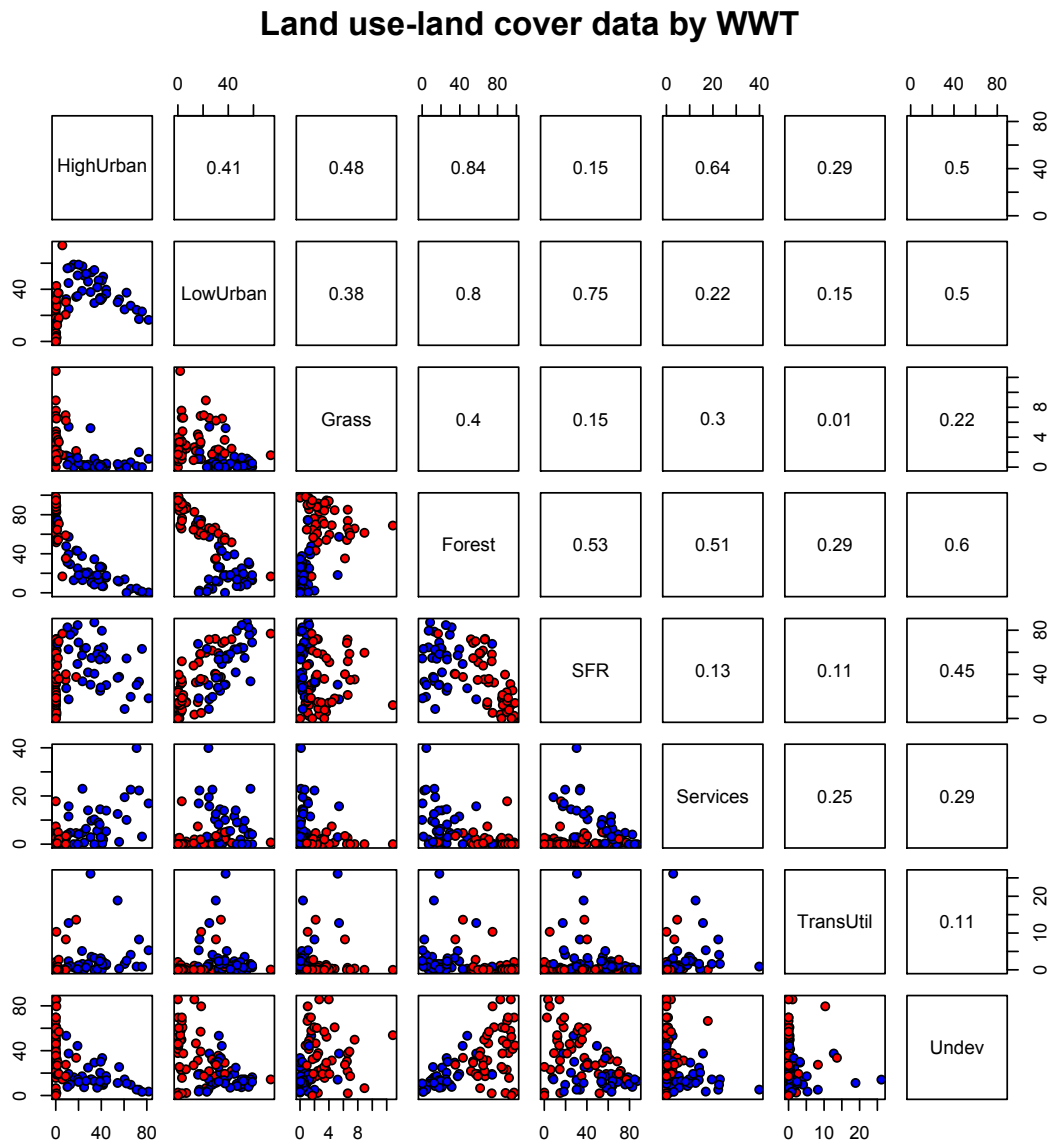 Land use-land cover data by WWT
0 40 0 40 80 0 20 40 0 40 80
HighUrban 0.41 0.48 0.84 0.15 0.64 0.29 0.5 0 40 80
0 40 LowUrban 0.38 0.8 0.75 0.22 0.15 0.5
Grass 0.4 0.15 0.3 0.01 0.22 0 4 8
0 40 80 Forest 0.53 0.51 0.29 0.6
SFR 0.13 0.11 0.45 0 40 80
0 20 40 Services 0.25 0.29
TransUtil 0.11 0 10 20
0 40 80 Undev
0 40 80 0 4 8 0 40 80 0 10 20